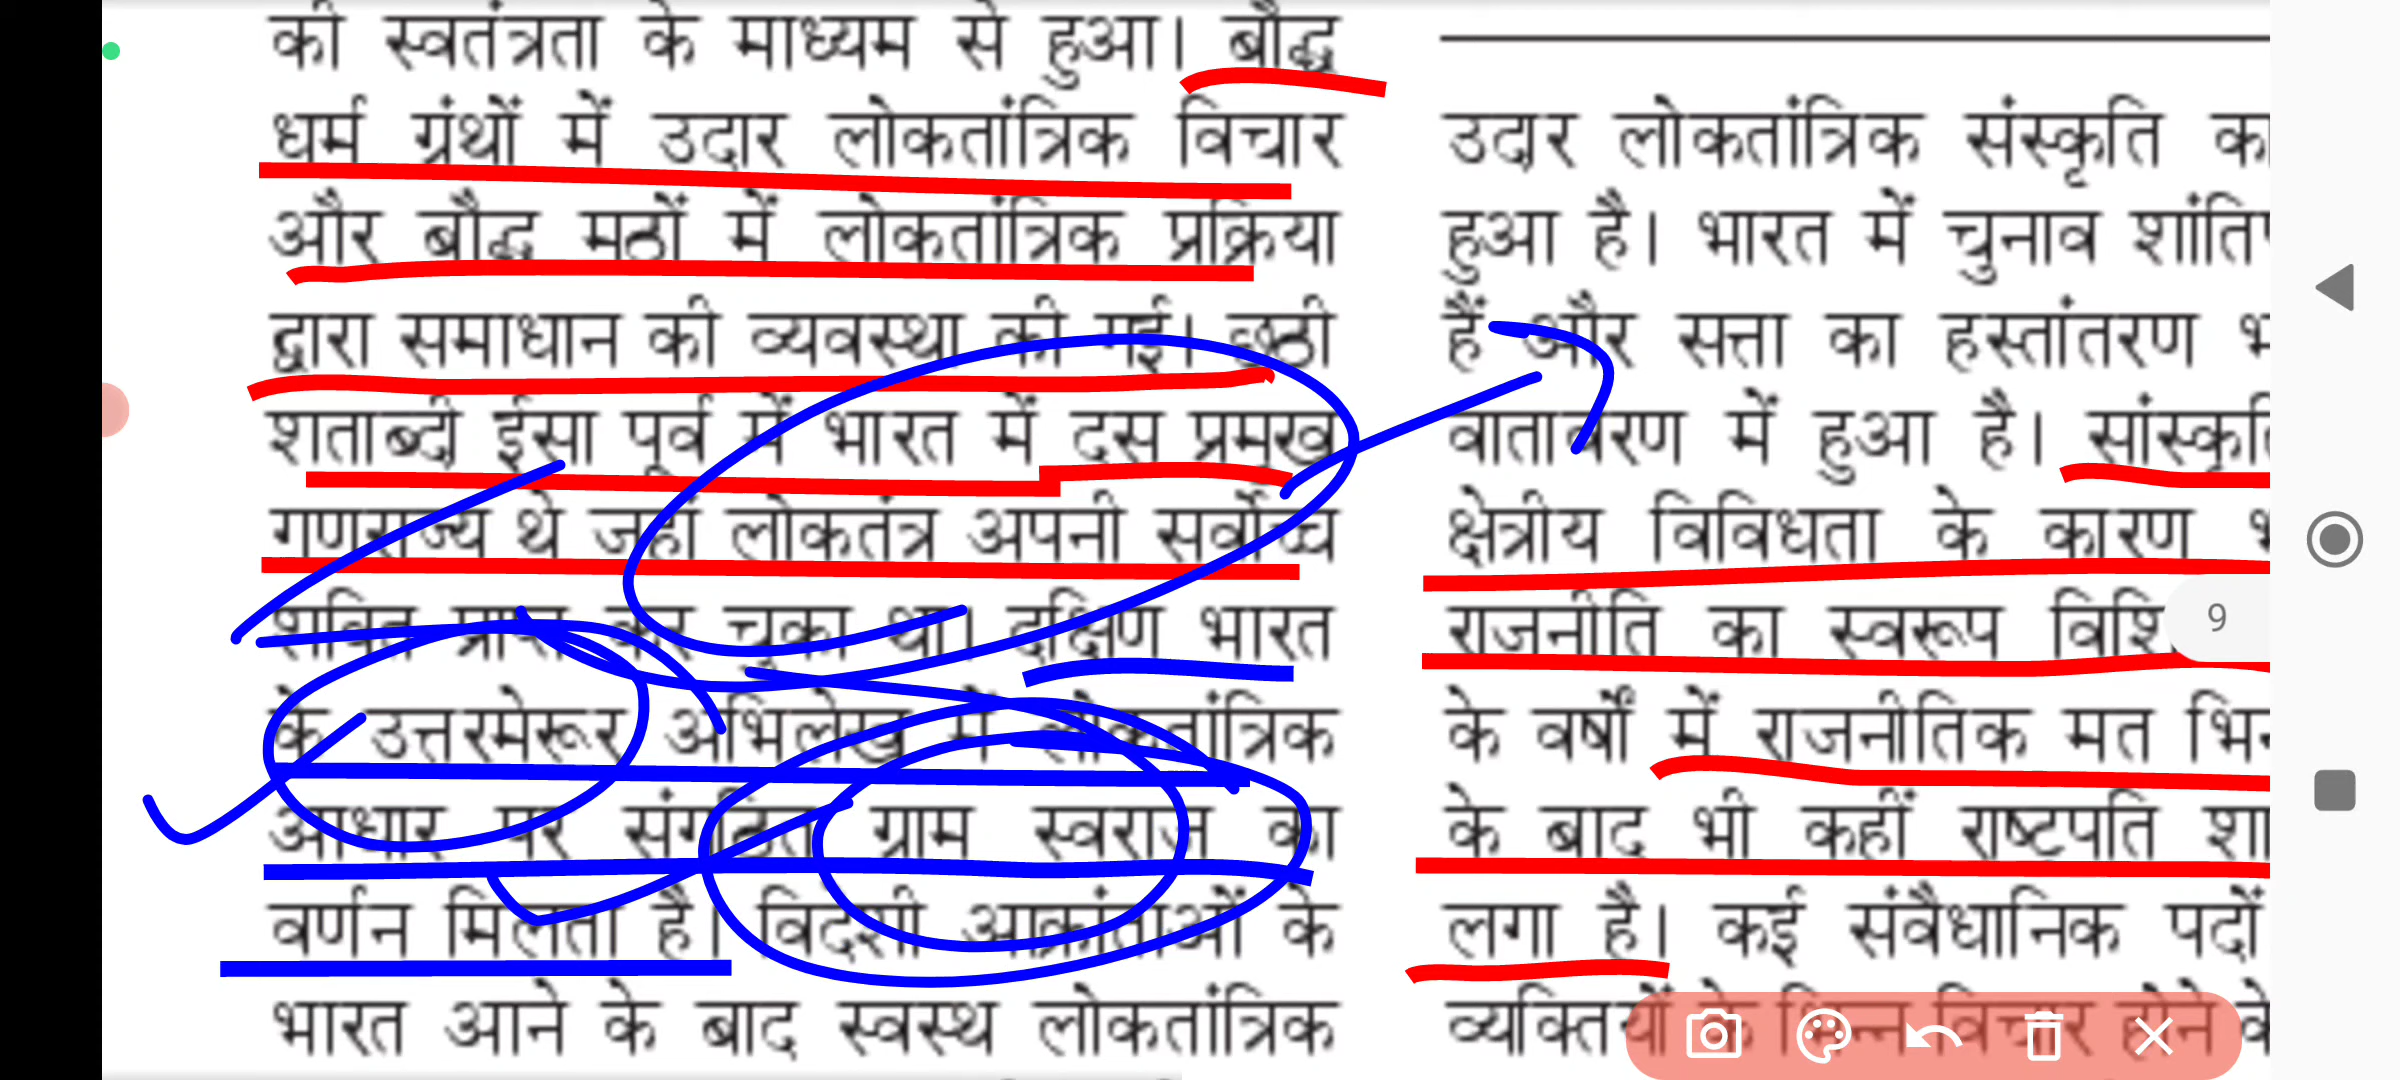 की स्वतंत्रता के माध्यम से हुआ। बौद्ध
धर्म ग्रंथों में उदार लोकतांत्रिक विचार
और बौद्ध मठों में लोकतांत्रिक प्रक्रिया
द्वारा समाधान की व्यवस्था की गई। छठी
शताब्दी ईसा पूर्व में भारत में दस प्रमुख
गणराज्य थे जहां लोकतंत्र अपनी सर्वोच्च
शक्ति प्राप्त कर चुका था। दक्षिण भारत
के उत्तरमेरूर अभिलेख में लोकतांत्रिक
आधार पर संगठित ग्राम स्वराज का
वर्णन मिलता है। विदेशी आक्रांताओं के
भारत आने के बाद स्वस्थ लोकतांत्रिक
उदार लोकतांत्रिक संस्कृति
हुआ है। भारत में चुनाव
हैं और सत्ता का हस्तांतरण
वातावरण में हुआ है।
क्षेत्रीय विविधता के कारण
राजनीति का स्वरूप
के वर्षों में राजनीतिक मत
के बाद भी कहीं राष्टपति
लगा है। कई संवैधानिक पदों
व्यक्तियों के भिन्न विचार होने के
9